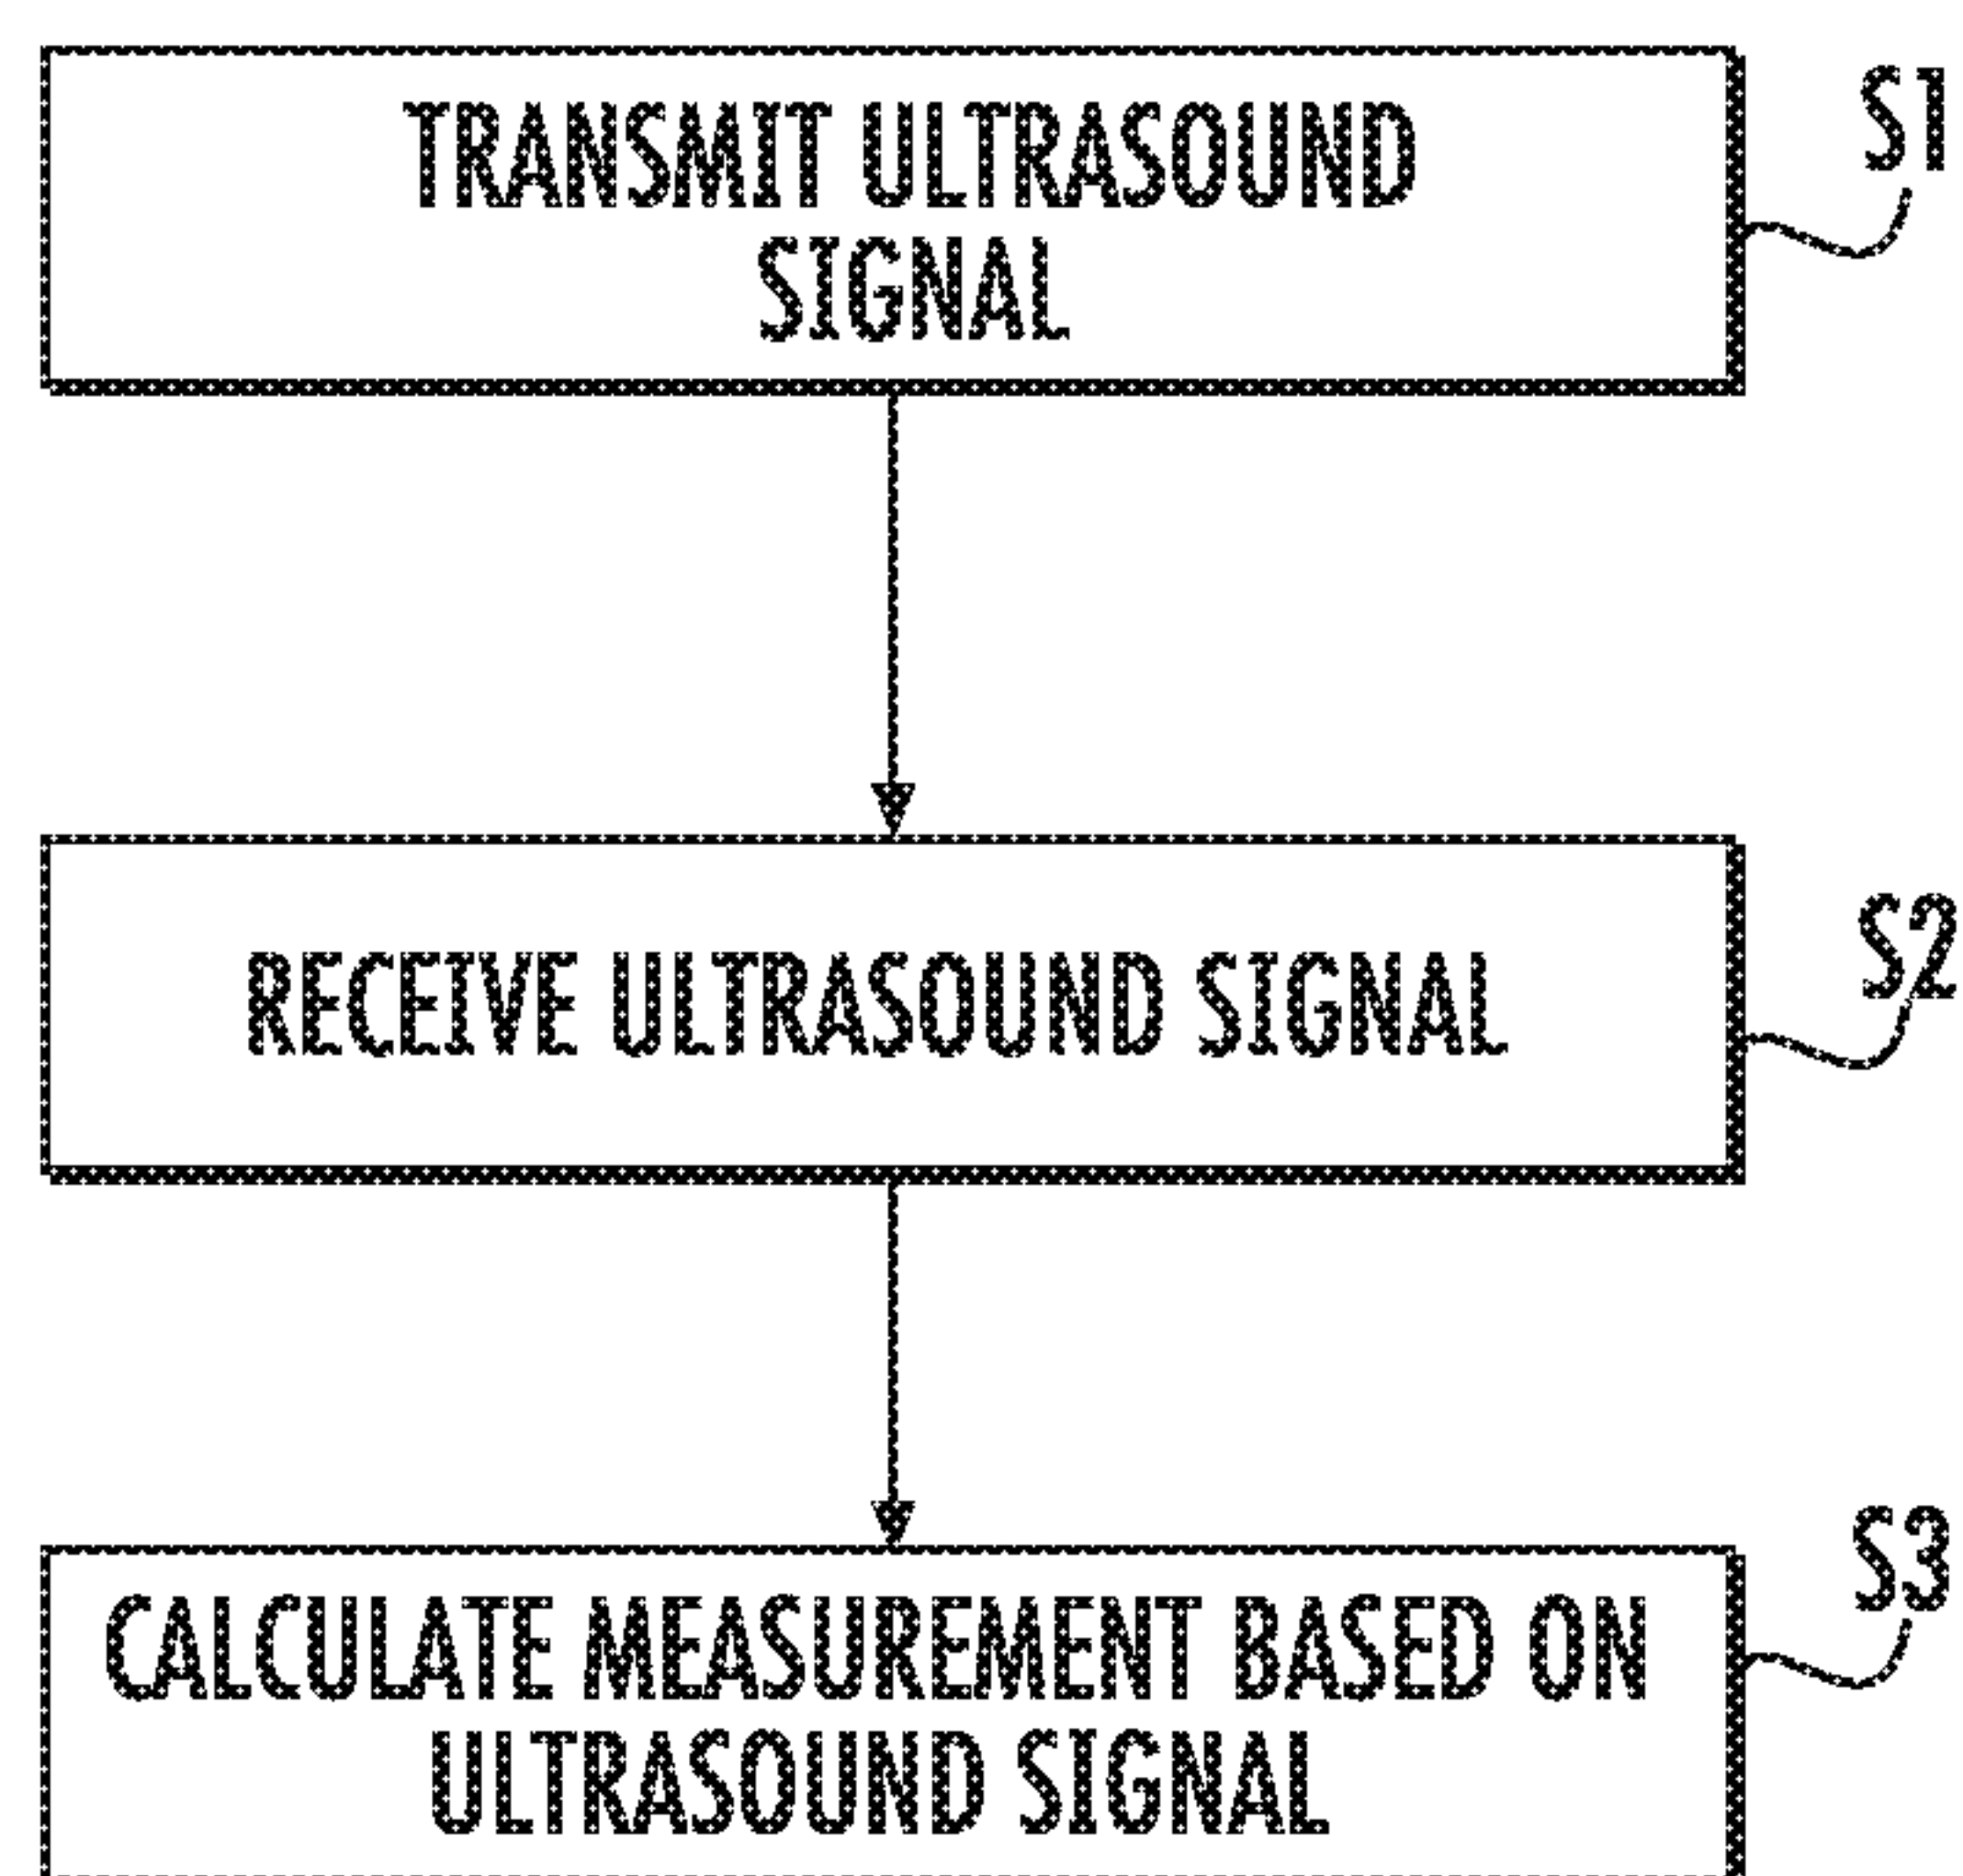 TRANSMIT ULTRASOUND
SIGNAL
S1
RECEIVE ULTRASOUND SIGNAL
S2
CALCULATE MEASUREMENT BASED ON
ULTRASOUND SIGNAL
S3